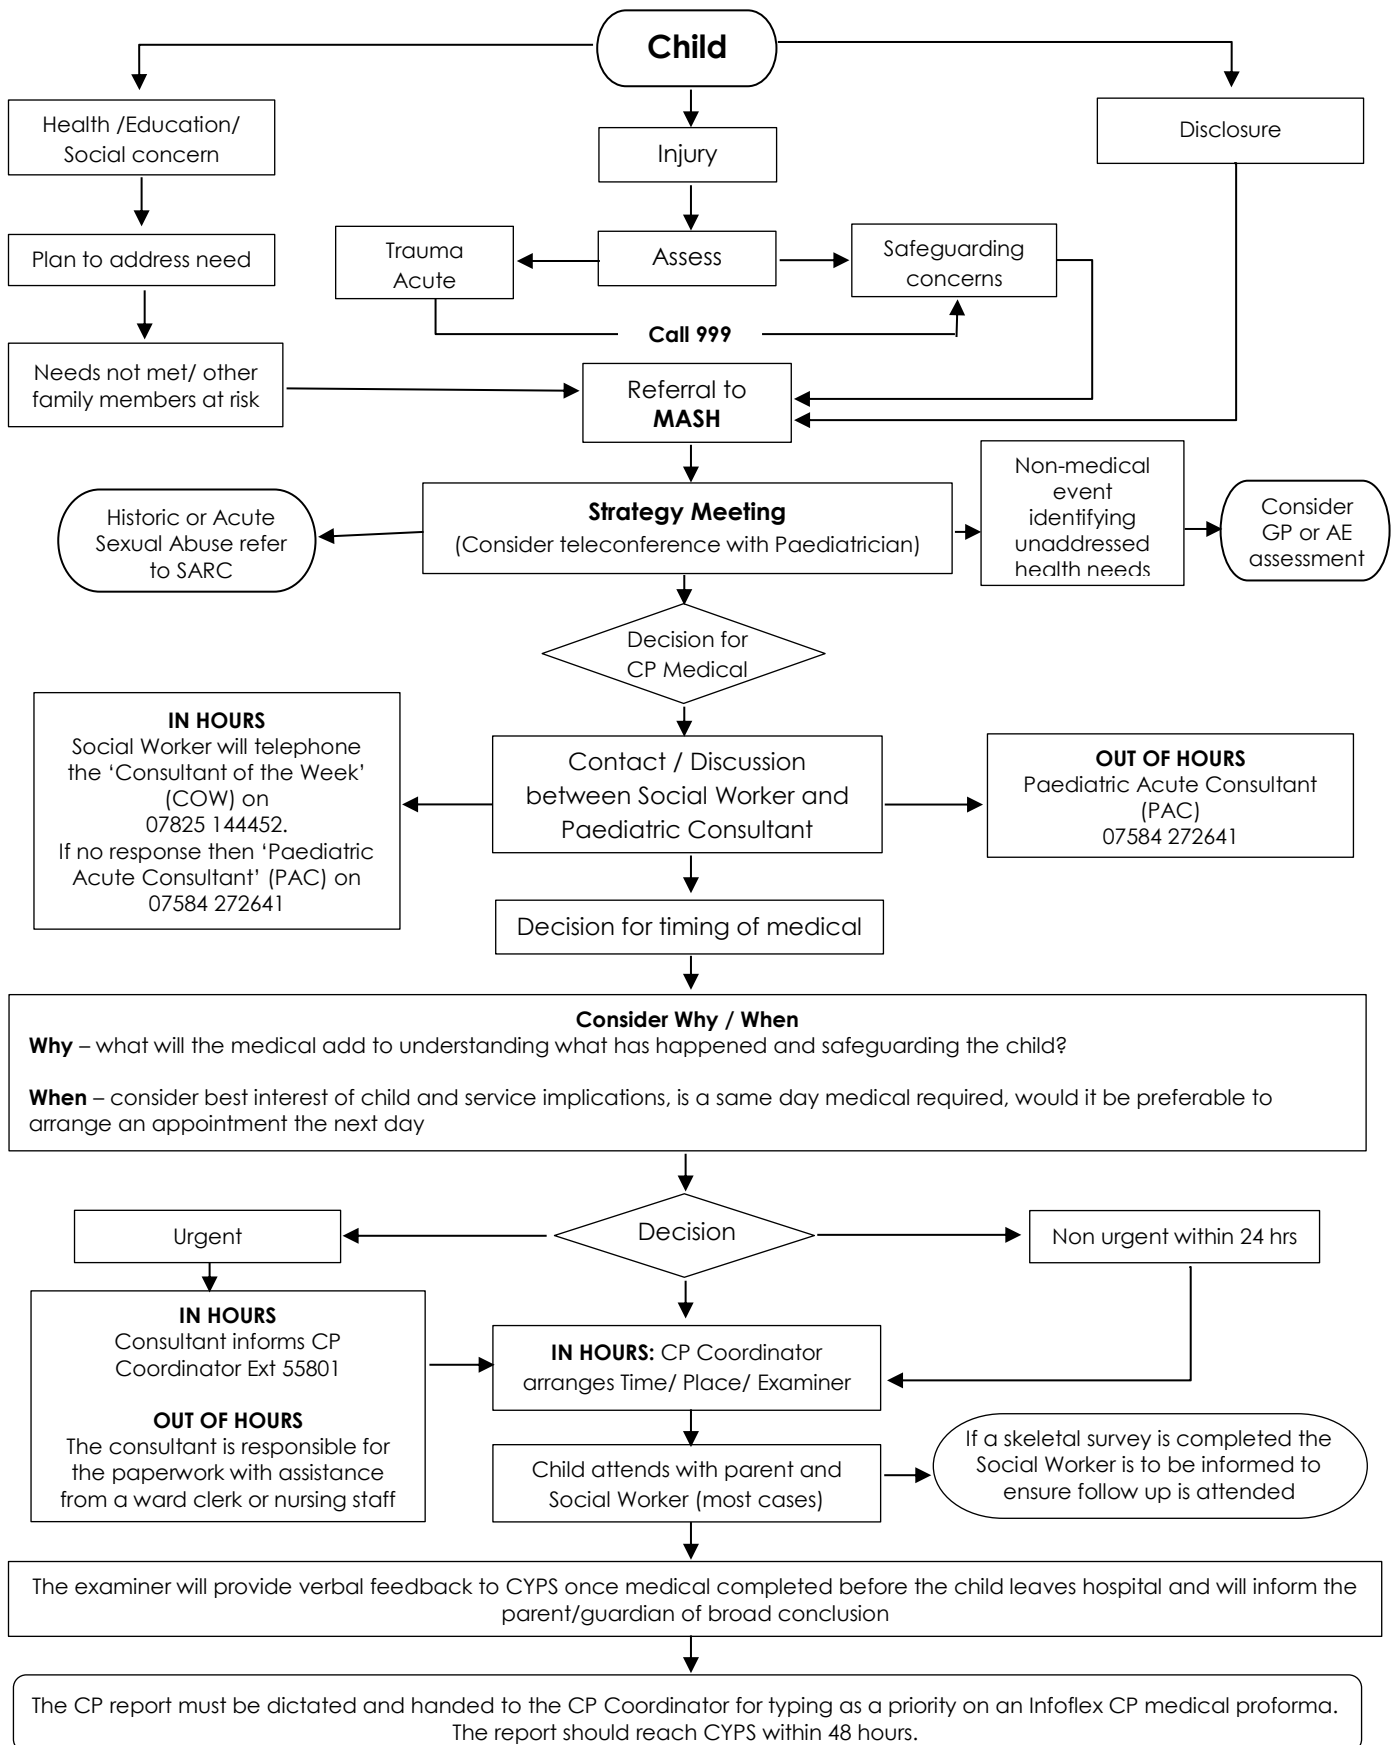 Child
Health /Education/
Social concern
Injury
Disclosure
Plan to address need
Trauma
Acute
Assess
Safeguarding
concerns
Call 999
Needs not met/ other
family members at risk
Referral to
MASH
Historic or Acute
Sexual Abuse refer
to SARC
Strategy Meeting
(Consider teleconference with Paediatrician)
Non-medical
event
identifying
unaddressed
health needs
Consider
GP or AE
assessment
Decision for
CP Medical
IN HOURS
Social Worker will telephone
the ‘Consultant of the Week’
(COW) on
07825 144452.
If no response then ‘Paediatric
Acute Consultant’ (PAC) on
07584 272641
Contact / Discussion
between Social Worker and
Paediatric Consultant
OUT OF HOURS
Paediatric Acute Consultant
(PAC)
07584 272641
Decision for timing of medical
Consider Why / When
Why – what will the medical add to understanding what has happened and safeguarding the child?
When – consider best interest of child and service implications, is a same day medical required, would it be preferable to
arrange an appointment the next day
Urgent
Decision
Non urgent within 24 hrs
IN HOURS
Consultant informs CP
Coordinator Ext 55801
OUT OF HOURS
The consultant is responsible for
the paperwork with assistance
from a ward clerk or nursing staff
IN HOURS: CP Coordinator
arranges Time/ Place/ Examiner
Child attends with parent and
Social Worker (most cases)
If a skeletal survey is completed the
Social Worker is to be informed to
ensure follow up is attended
The examiner will provide verbal feedback to CYPS once medical completed before the child leaves hospital and will inform the
parent/guardian of broad conclusion
The CP report must be dictated and handed to the CP Coordinator for typing as a priority on an Infoflex CP medical proforma.
The report should reach CYPS within 48 hours.